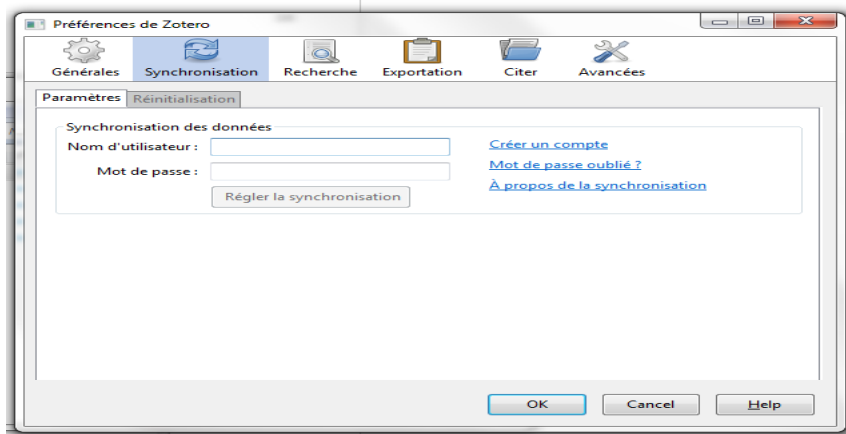 Préférences de Zotero
Générales Synchronisation Recherche Exportation Citer Avancées
Paramètres Réinitialisation
Synchronisation des données
Nom d'utilisateur : Créer un compte
Mot de passe oublié ?
Mot de passe :
À propos de la synchronisation
Régler la synchronisation
OK Cancel Help